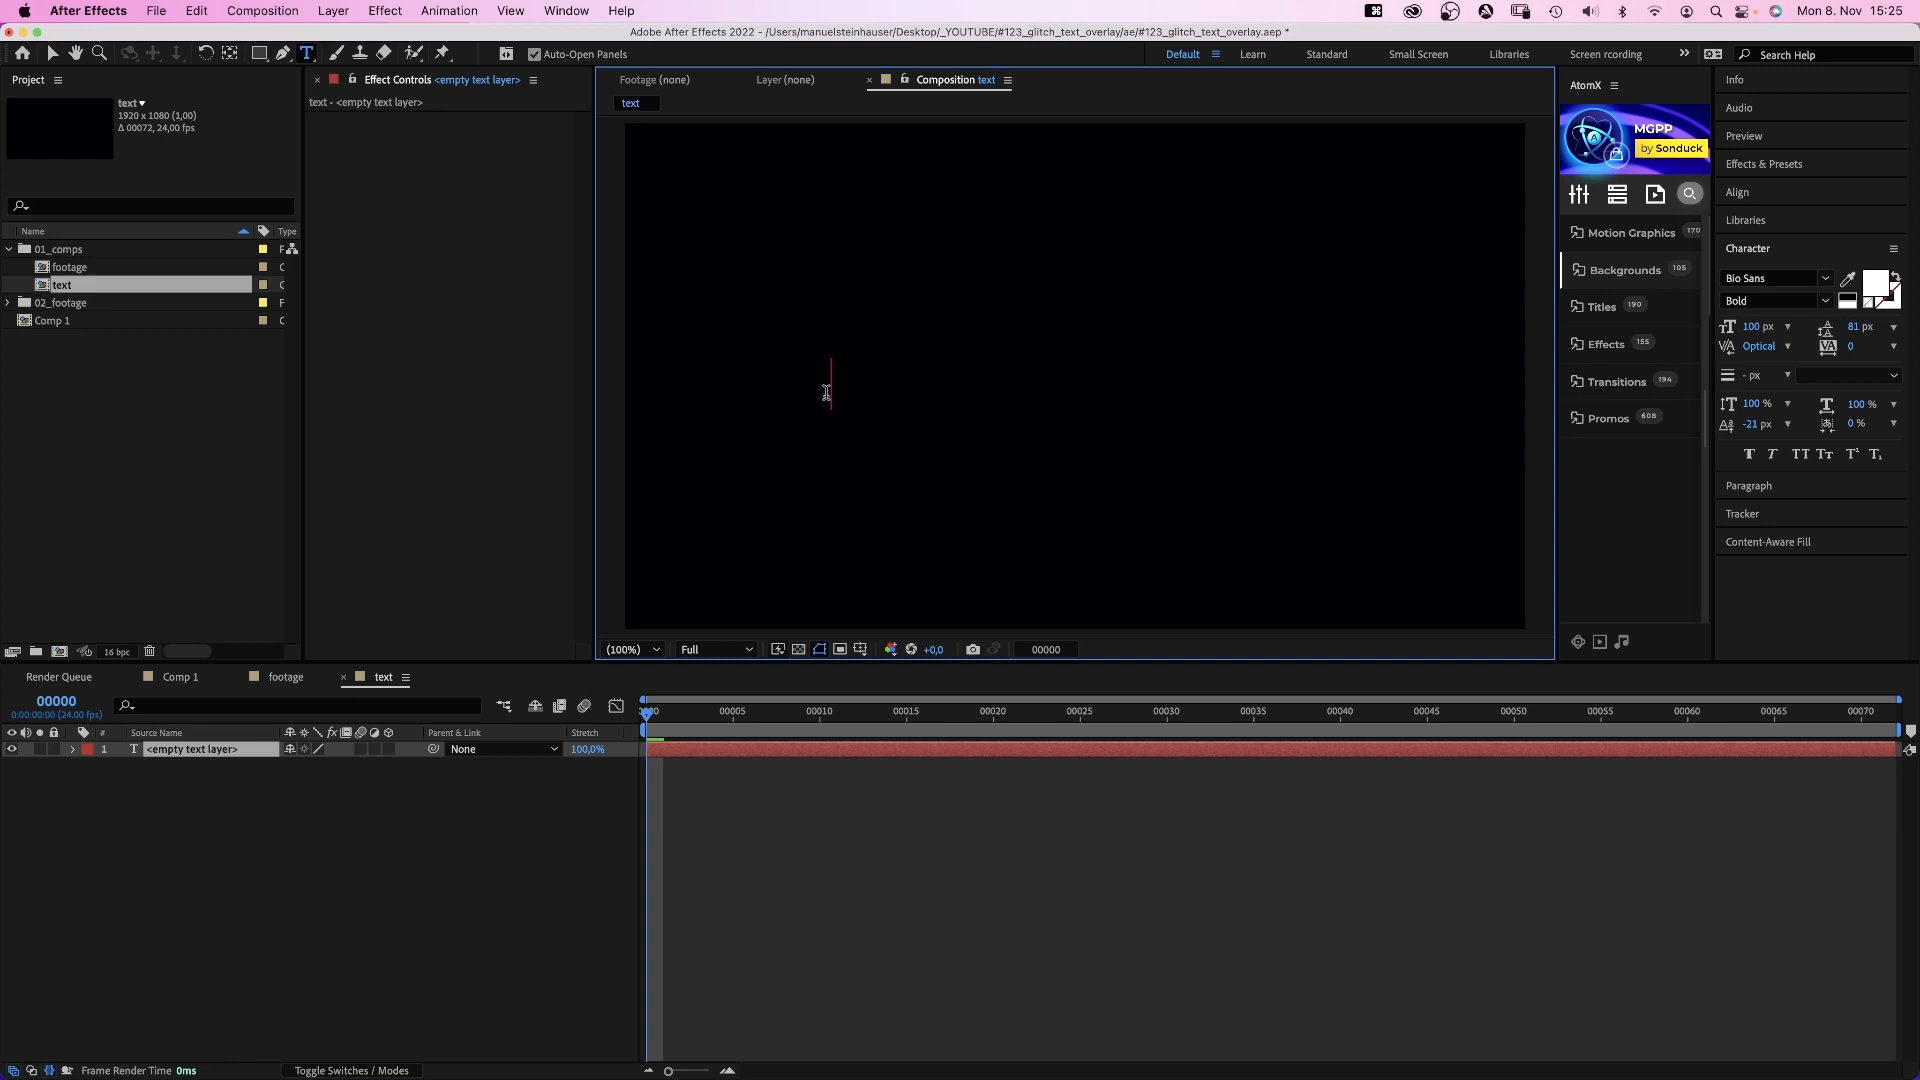 After Effects File Edit Composition Layer Effect Animation View Window Help Mon 8. Nov 15:25
Adobe After Effects 2022 - /Users/manuelsteinhauser/Desktop/_YOUTUBE/#123_glitch_text_overlay/ae/#123_glitch_text_overlay.aep *
Auto-Open Panels Default Learn Standard Small Screen Libraries Screen recording Search Help
Project Effect Controls <empty text layer> Footage (none) Layer (none) Composition text AtomX Info
text - <empty text layer> text
text
1920 x 1080 (1,00)
Δ 00072, 24,00 fps
MGPP
by Sonduck
Audio
Preview
Effects & Presets
Align
Libraries
Character
Name Type
01_comps
footage
text
02_footage
Comp 1
Motion Graphics 170
Backgrounds 105
Titles 190
Effects 155
Transitions 194
Promos 608
Bio Sans
Bold
100 px 81 px
Optical 0
- px
100 % 100 %
-21 px 0 %
Paragraph
Tracker
Content-Aware Fill
16 bpc (100%) Full +0,0 00000
Render Queue Comp 1 footage text
00000
0:00:00:00 (24.00 fps)
00005 00010 00015 00020 00025 00030 00035 00040 00045 00050 00055 00060 00065 00070
# Source Name Parent & Link Stretch
1 T <empty text layer> None 100,0%
Frame Render Time 0ms Toggle Switches / Modes